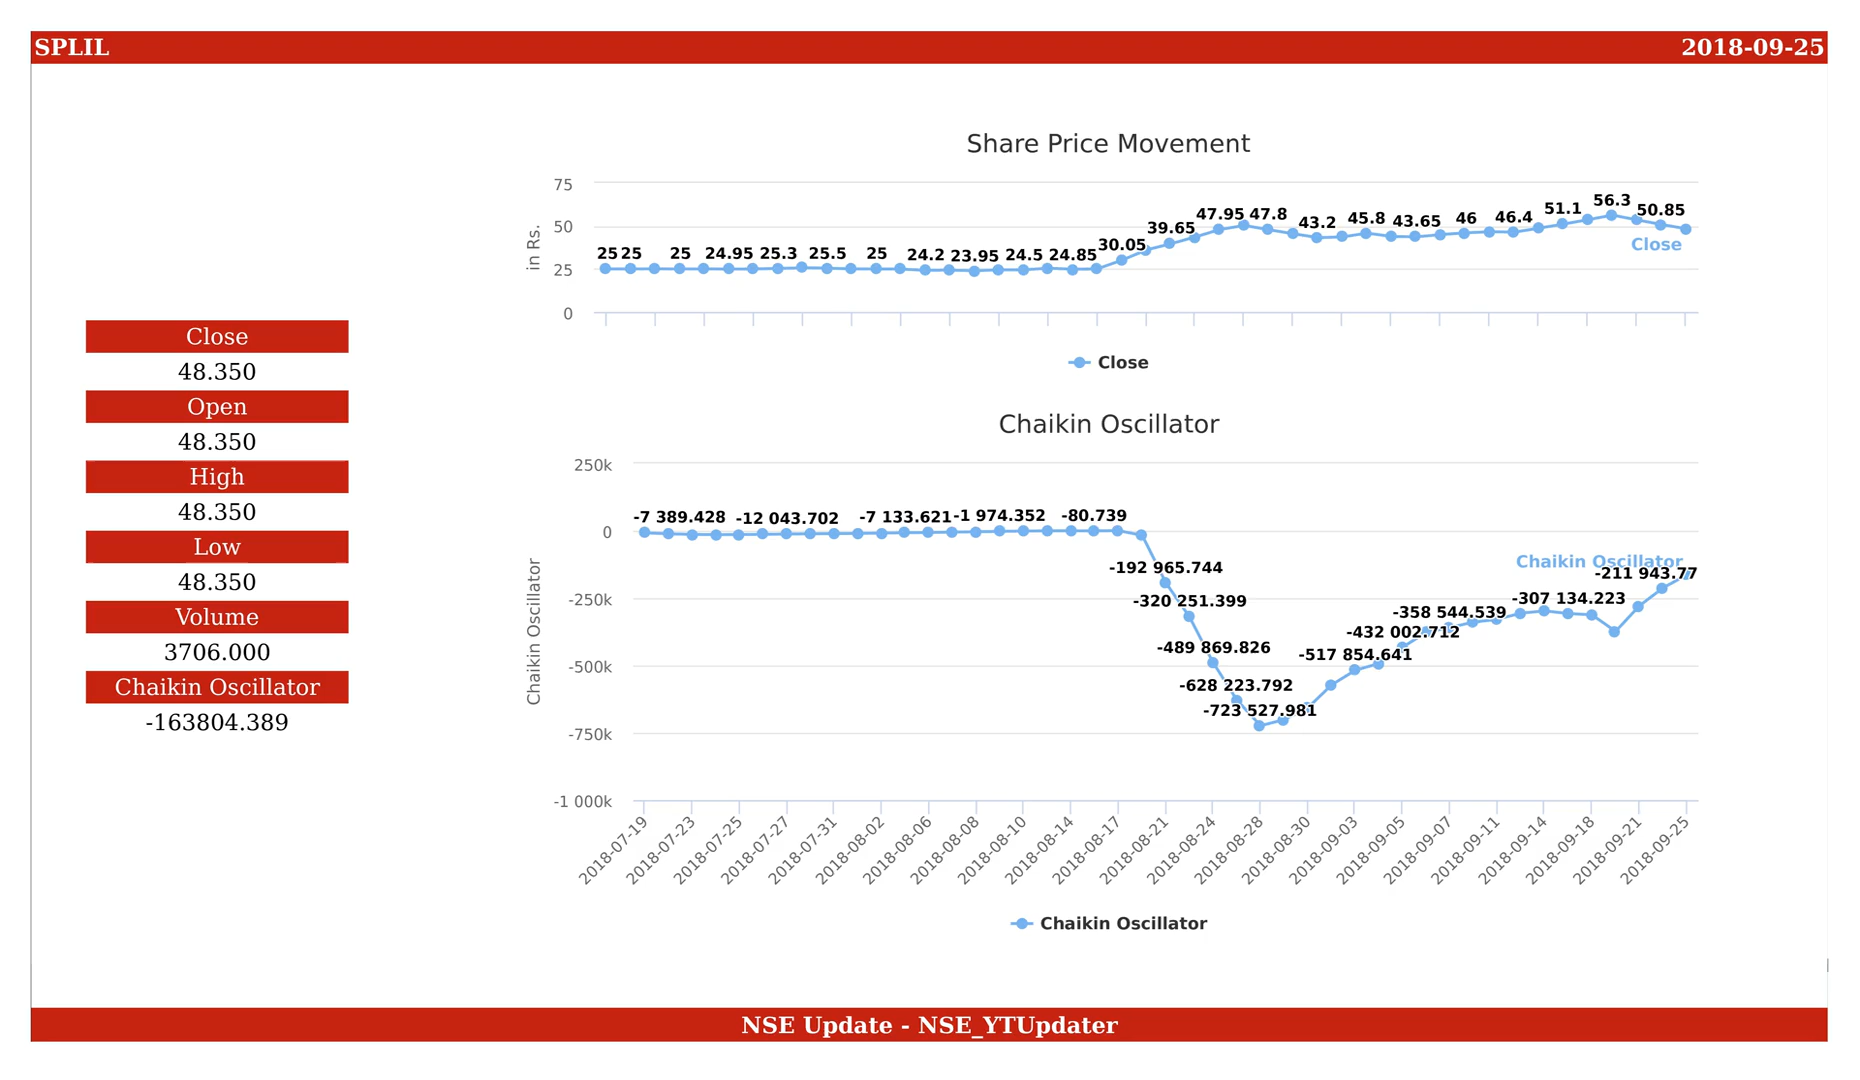 SPLIL
2018-09-25
Close
48.350
Open
48.350
High
48.350
Low
48.350
Volume
3706.000
Chaikin Oscillator
-163804.389
Share Price Movement
in Rs.
75
50
25
0
25 25 25 24.95 25.3 25.5 25 24.2 23.95 24.5 24.85 30.05 39.65 47.95 47.8 43.2 45.8 43.65 46 46.4 51.1 56.3 50.85
Close
Close
Chaikin Oscillator
Chaikin Oscillator
250k
0
-250k
-500k
-750k
-1 000k
-7 389.428 -12 043.702 -7 133.621 -1 974.352 -80.739
-192 965.744
-320 251.399
-489 869.826
-628 223.792
-723 527.981
-517 854.641
-432 002.712
-358 544.539
-307 134.223
-211 943.77
Chaikin Oscillator
2018-07-19 2018-07-23 2018-07-25 2018-07-27 2018-07-31 2018-08-02 2018-08-06 2018-08-08 2018-08-10 2018-08-14 2018-08-17 2018-08-21 2018-08-24 2018-08-28 2018-08-30 2018-09-03 2018-09-05 2018-09-07 2018-09-11 2018-09-14 2018-09-18 2018-09-21 2018-09-25
Chaikin Oscillator
NSE Update - NSE_YTUpdater